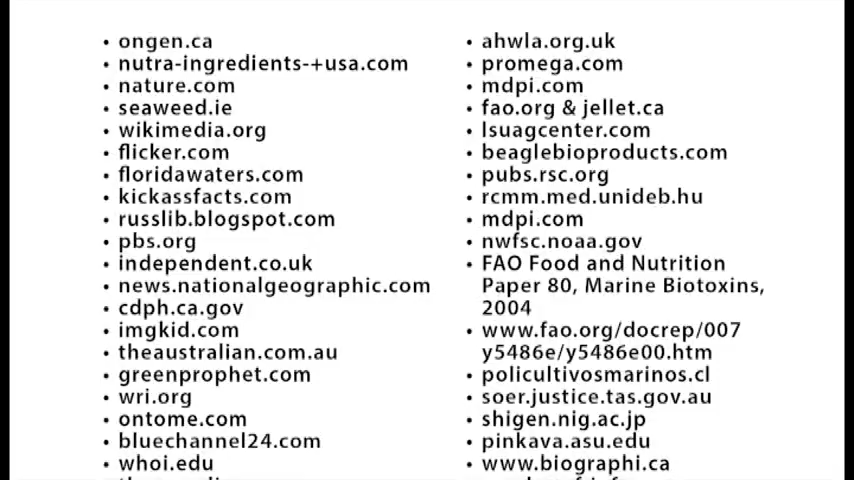 • ongen.ca
• nutra-ingredients-+usa.com
• nature.com
• seaweed.ie
• wikimedia.org
• flicker.com
• floridawaters.com
• kickassfacts.com
• russlib.blogspot.com
• pbs.org
• independent.co.uk
• news.nationalgeographic.com
• cdph.ca.gov
• imgkid.com
• theaustralian.com.au
• greenprophet.com
• wri.org
• ontome.com
• bluechannel24.com
• whoi.edu
• ahwla.org.uk
• promega.com
• mdpi.com
• fao.org & jellet.ca
• lsuagcenter.com
• beaglebioproducts.com
• pubs.rsc.org
• rcmm.med.unideb.hu
• mdpi.com
• nwfsc.noaa.gov
• FAO Food and Nutrition
Paper 80, Marine Biotoxins,
2004
• www.fao.org/docrep/007
y5486e/y5486e00.htm
• policultivosmarinos.cl
• soer.justice.tas.gov.au
• shigen.nig.ac.jp
• pinkava.asu.edu
• www.biographi.ca